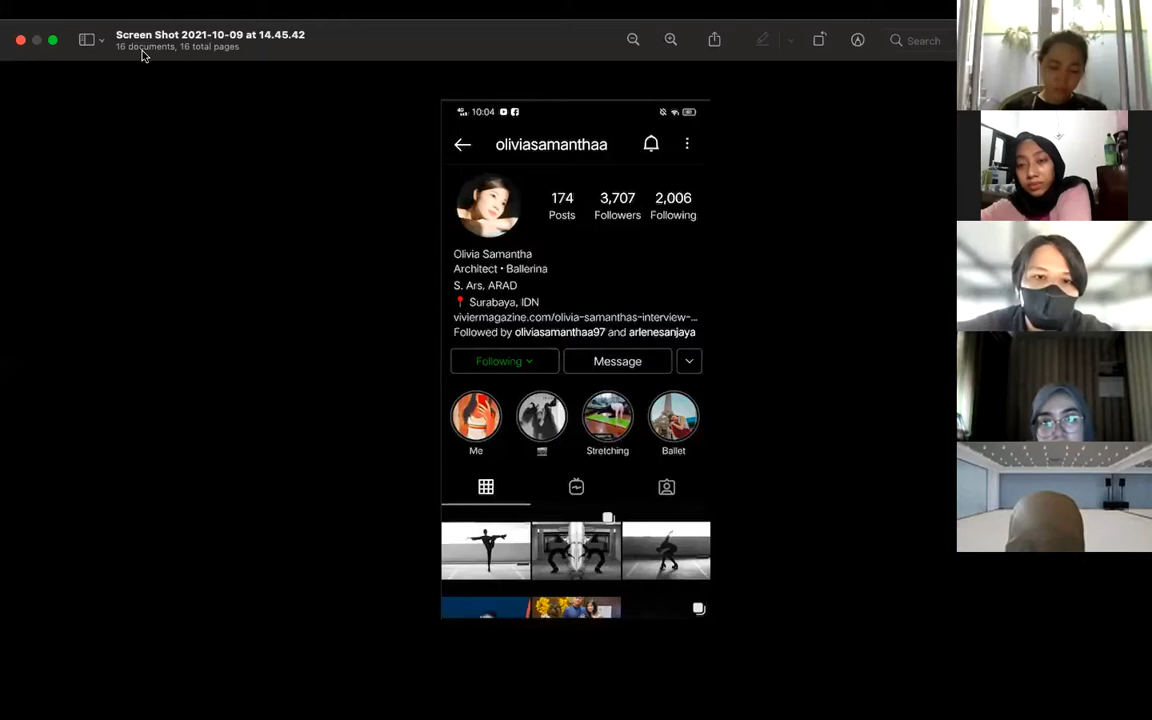 Screen Shot 2021-10-09 at 14.45.42
16 documents, 16 total pages
Search
10:04
oliviasamanthaa
174 3,707 2,006
Posts Followers Following
Olivia Samantha
Architect • Ballerina
S. Ars, ARAD
📍 Surabaya, IDN
viviermagazine.com/olivia-samanthas-interview-...
Followed by oliviasamanthaa97 and arlenesanjaya
Following Message
Me Stretching Ballet